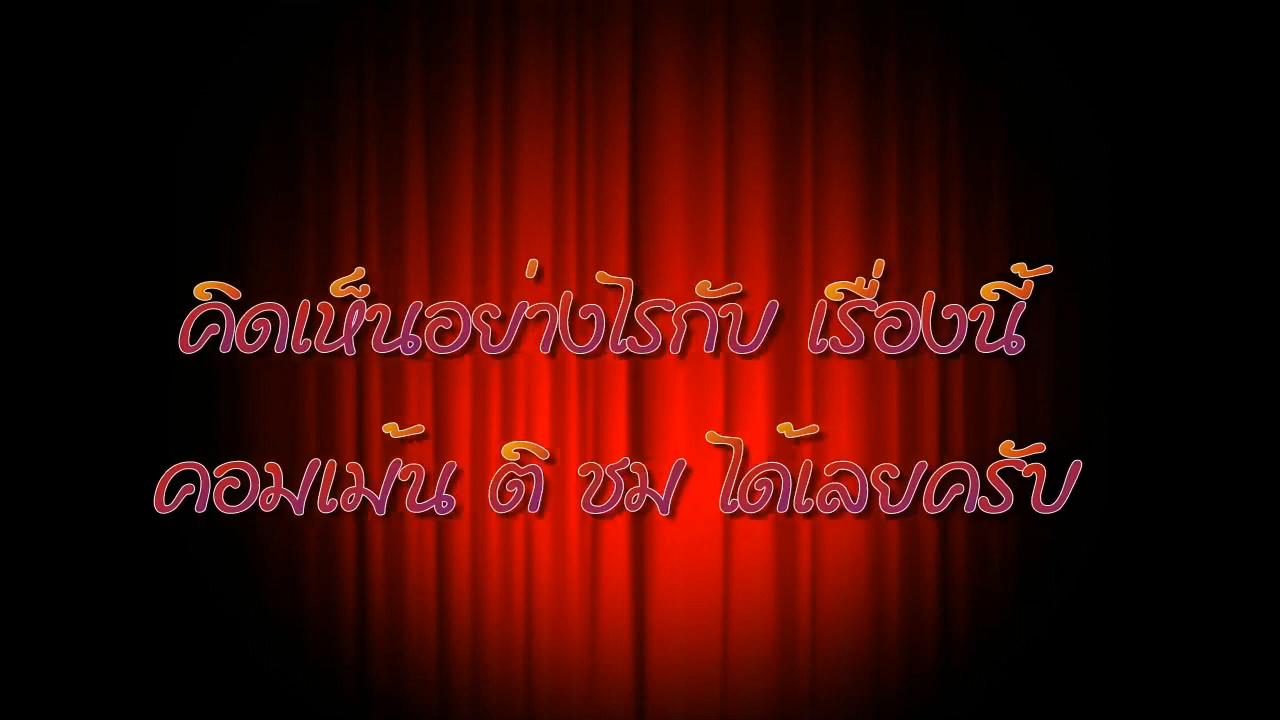 คิดเห็นอย่างไรกับ เรื่องนี้
คอมเม้น ติ ชม ได้เลยครับ